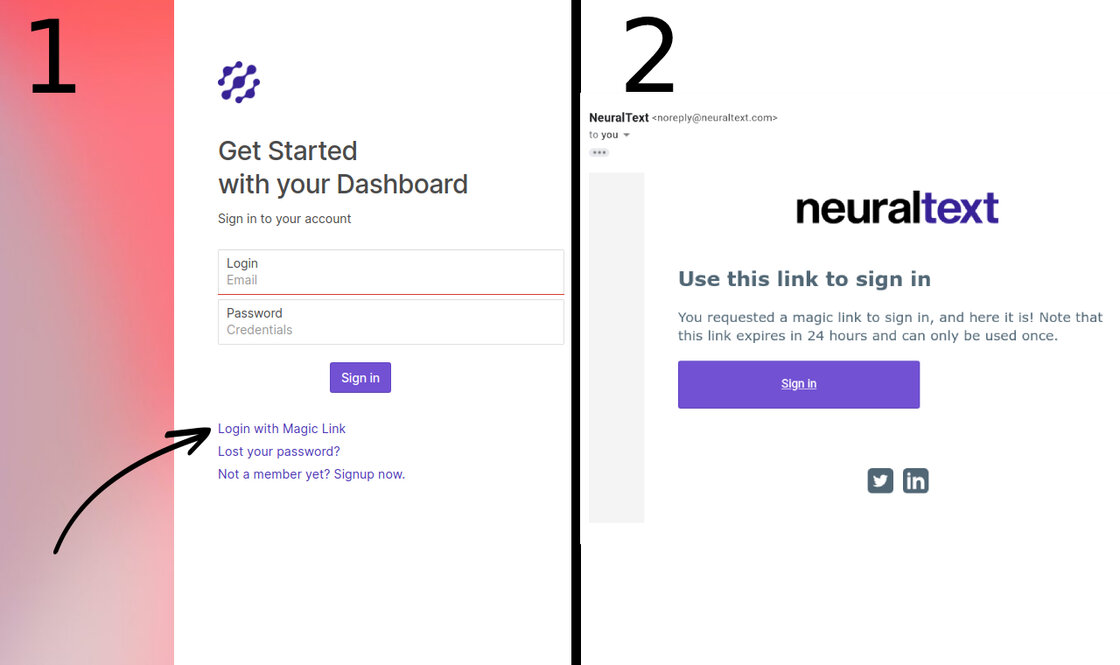 1
Get Started
with your Dashboard
Sign in to your account
Login
Email
Password
Credentials
Sign in
Login with Magic Link
Lost your password?
Not a member yet? Signup now.
2
NeuralText <noreply@neuraltext.com>
to you
neuraltext
Use this link to sign in
You requested a magic link to sign in, and here it is! Note that
this link expires in 24 hours and can only be used once.
Sign in
in